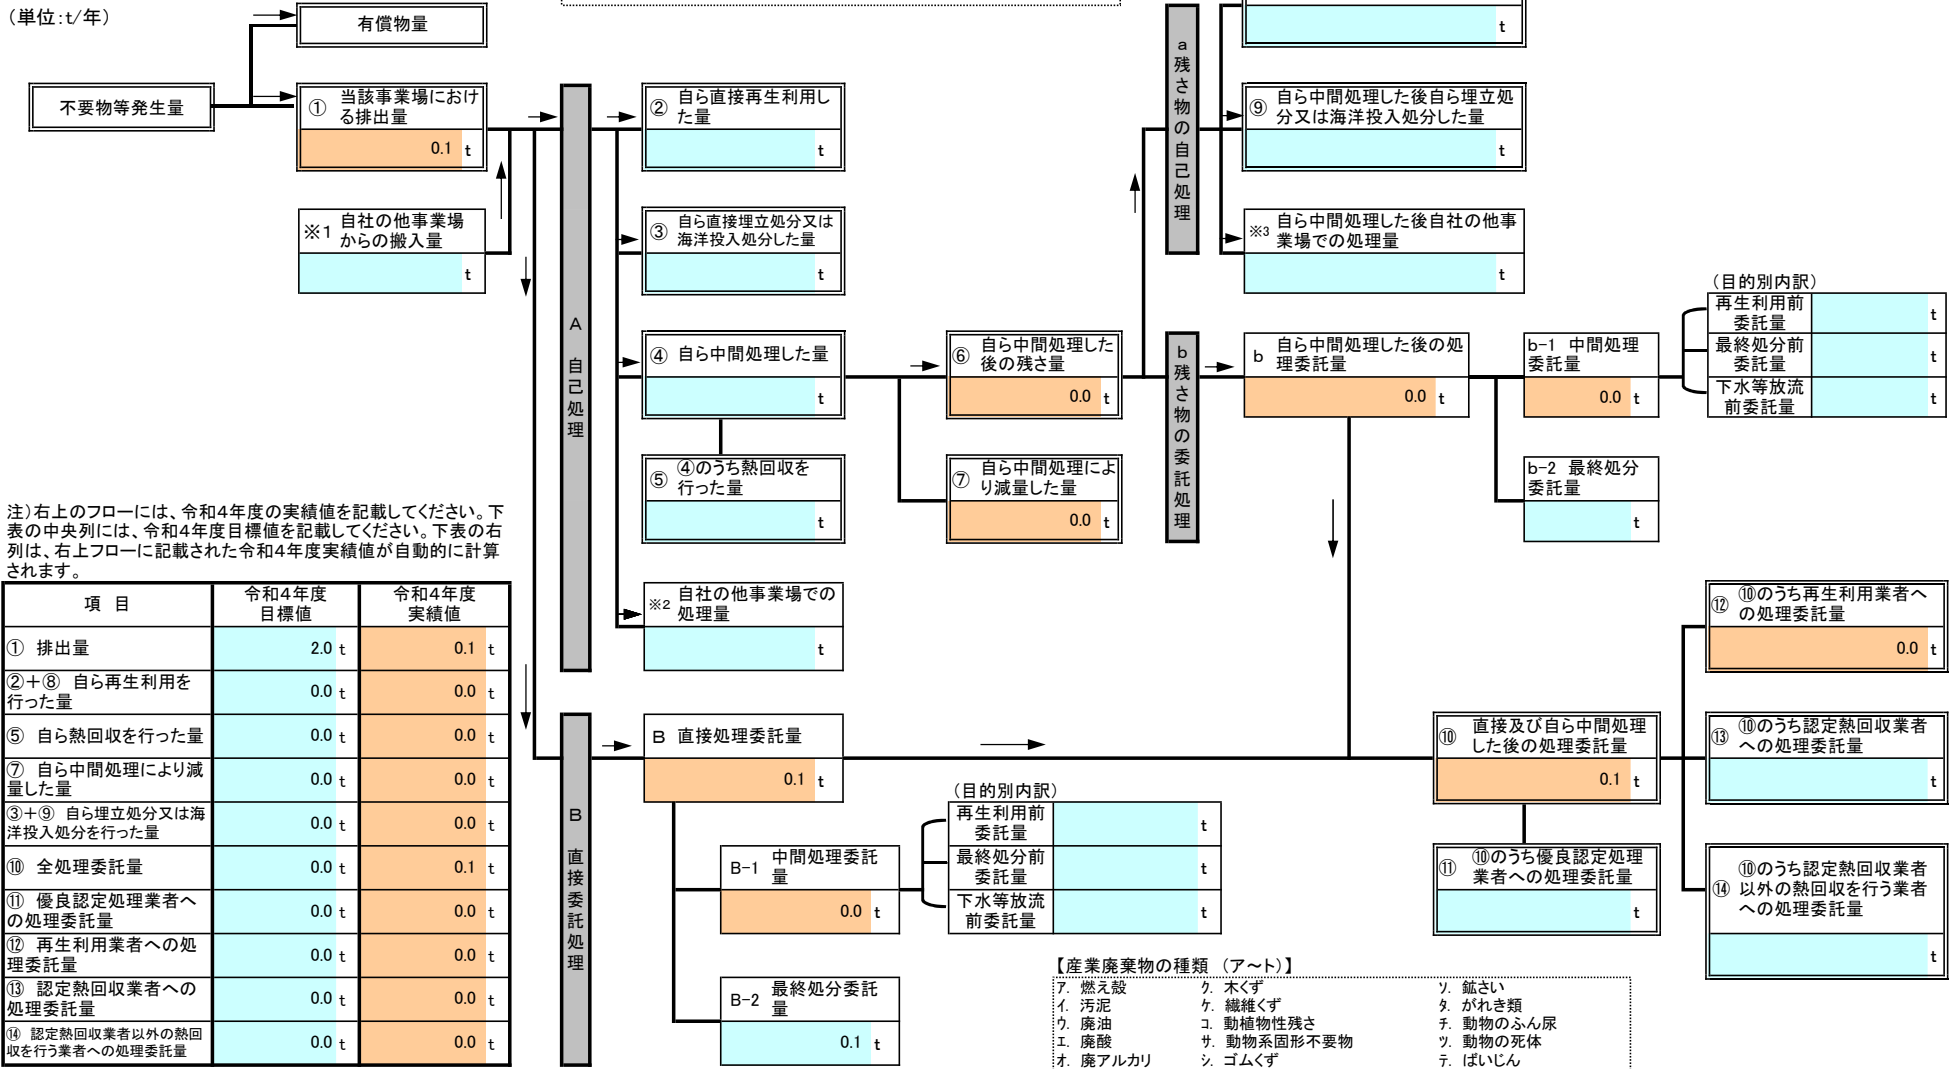 (単位:t/年)
有償物量
不要物等発生量
① 当該事業場におけ
る排出量
0.1 t
※1 自社の他事業場
からの搬入量
t
A 自己処理
② 自ら直接再生利用し
た量
t
③ 自ら直接埋立処分又は
海洋投入処分した量
t
④ 自ら中間処理した量
t
⑤ ④のうち熱回収を
行った量
t
※2 自社の他事業場での
処理量
t
⑥ 自ら中間処理した
後の残さ量
0.0 t
⑦ 自ら中間処理によ
り減量した量
0.0 t
a 残さ物の自己処理
t
⑨ 自ら中間処理した後自ら埋立処
分又は海洋投入処分した量
t
※3 自ら中間処理した後自社の他事
業場での処理量
t
b 残さ物の委託処理
b 自ら中間処理した後の処
理委託量
0.0 t
b-1 中間処理
委託量
0.0 t
b-2 最終処分
委託量
t
(目的別内訳)
再生利用前
委託量
t
最終処分前
委託量
t
下水等放流
前委託量
t
注)右上のフローには、令和4年度の実績値を記載してください。下
表の中央列には、令和4年度目標値を記載してください。下表の右
列は、右上フローに記載された令和4年度実績値が自動的に計算
されます。
項 目 令和4年度 目標値 令和4年度 実績値
① 排出量 2.0 t 0.1 t
②+⑧ 自ら再生利用を
行った量 0.0 t 0.0 t
⑤ 自ら熱回収を行った量 0.0 t 0.0 t
⑦ 自ら中間処理により減
量した量 0.0 t 0.0 t
③+⑨ 自ら埋立処分又は海
洋投入処分を行った量 0.0 t 0.0 t
⑩ 全処理委託量 0.0 t 0.1 t
⑪ 優良認定処理業者へ
の処理委託量 0.0 t 0.0 t
⑫ 再生利用業者への処
理委託量 0.0 t 0.0 t
⑬ 認定熱回収業者への
処理委託量 0.0 t 0.0 t
⑭ 認定熱回収業者以外の熱回
収を行う業者への処理委託量 0.0 t 0.0 t
B 直接委託処理
B 直接処理委託量
0.1 t
B-1 中間処理委託
量
0.0 t
B-2 最終処分委託
量
0.1 t
(目的別内訳)
再生利用前
委託量
t
最終処分前
委託量
t
下水等放流
前委託量
t
⑩ 直接及び自ら中間処理
した後の処理委託量
0.1 t
⑪ ⑩のうち優良認定処理
業者への処理委託量
t
⑫ ⑩のうち再生利用業者へ
の処理委託量
0.0 t
⑬ ⑩のうち認定熱回収業者
への処理委託量
t
⑭ ⑩のうち認定熱回収業者
以外の熱回収を行う業者
への処理委託量
t
【産業廃棄物の種類 (ア~ト)】
ア. 燃え殻 ク. 木くず ソ. 鉱さい
イ. 汚泥 ケ. 繊維くず タ. がれき類
ウ. 廃油 コ. 動植物性残さ チ. 動物のふん尿
エ. 廃酸 サ. 動物系固形不要物 ツ. 動物の死体
オ. 廃アルカリ シ. ゴムくず テ. ばいじん